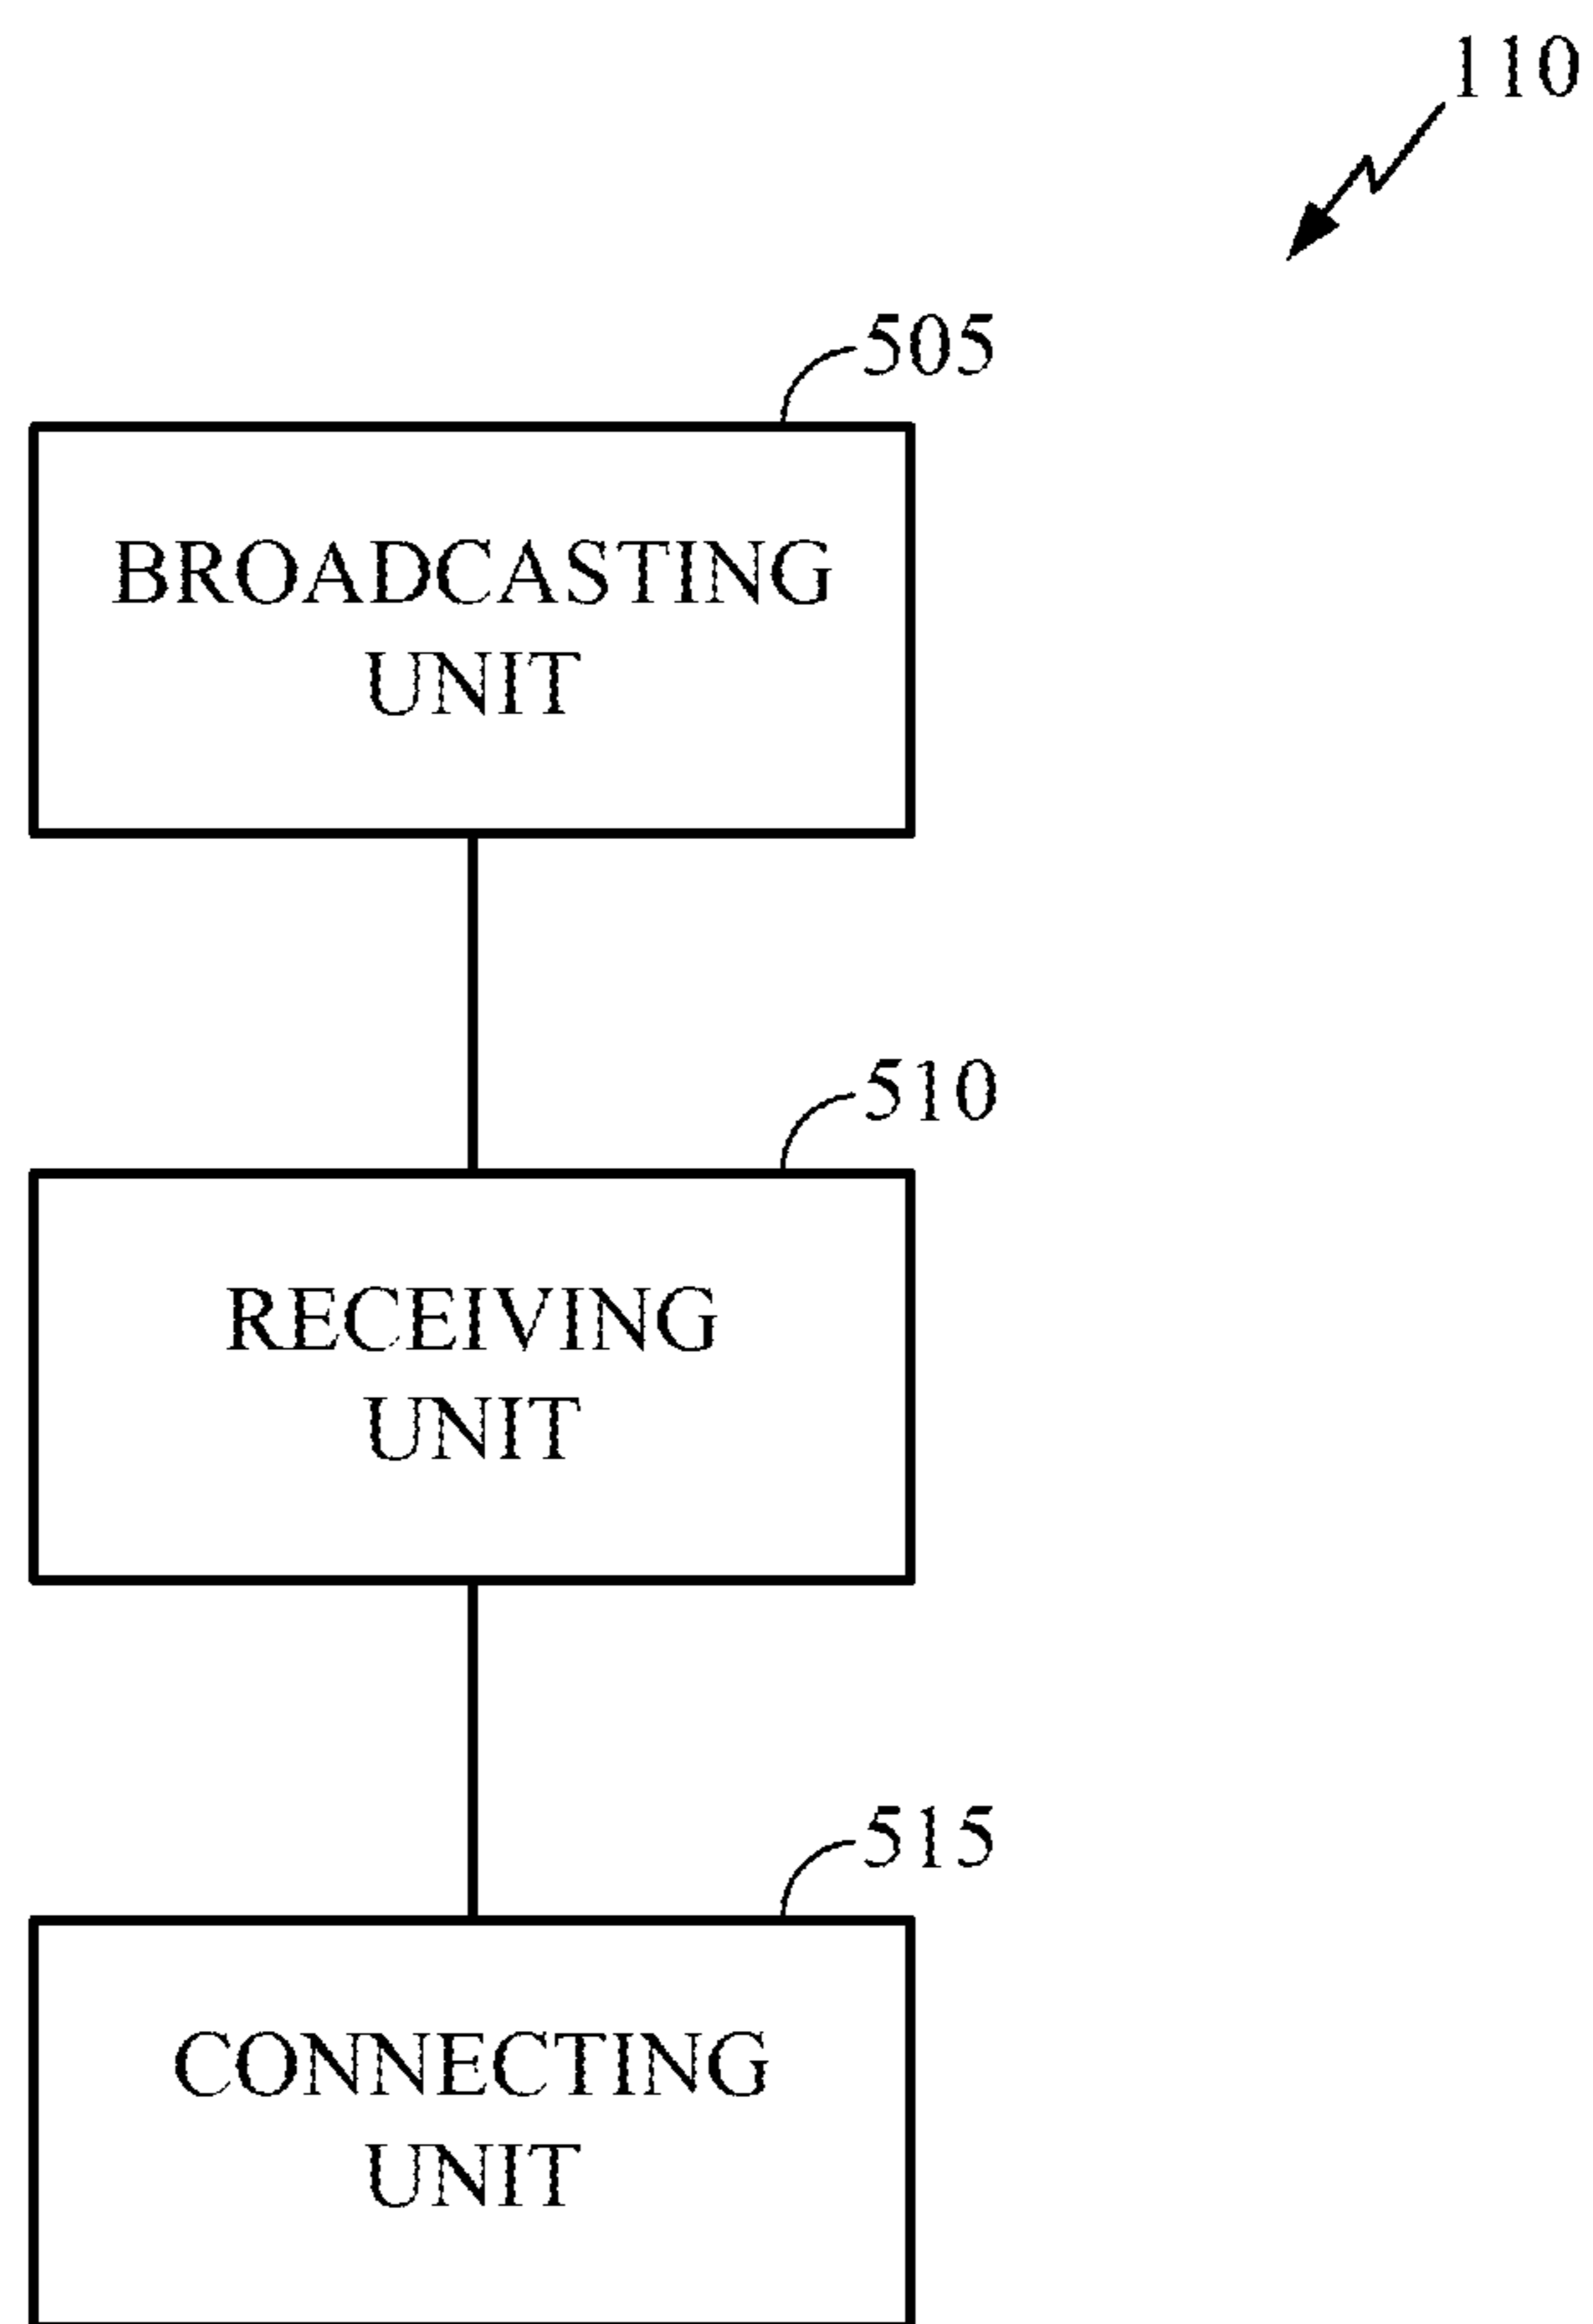 110
505
BROADCASTING
UNIT
510
RECEIVING
UNIT
515
CONNECTING
UNIT